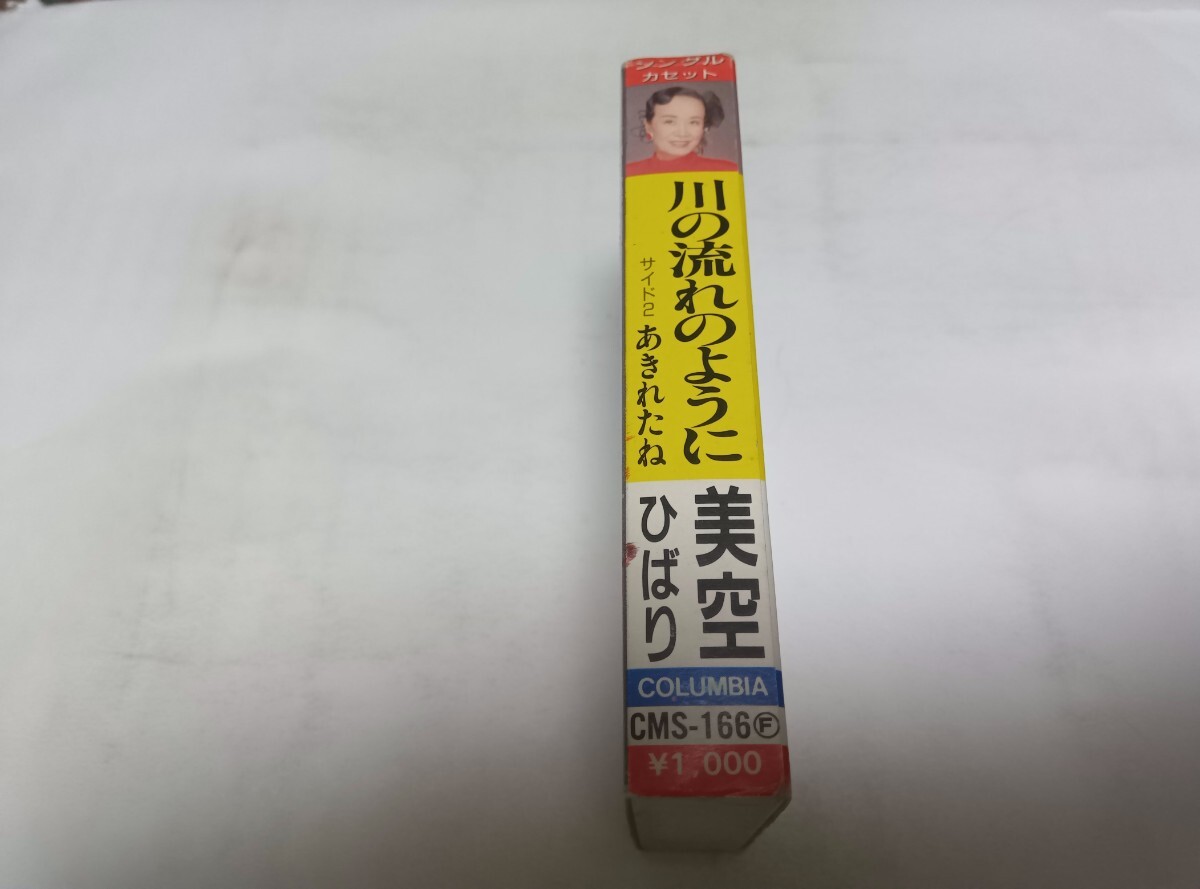 シングル
カセット
川の流れのように
サイド2 あきれたね
美空
ひばり
COLUMBIA
CMS-166Ⓕ
¥1,000